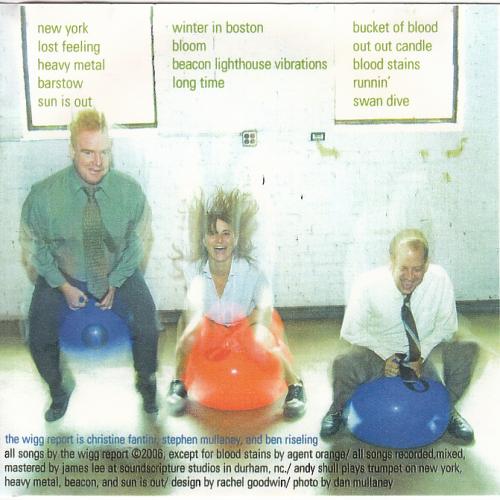 new york
lost feeling
heavy metal
barstow
sun is out
winter in boston
bloom
beacon lighthouse vibrations
long time
bucket of blood
out out candle
blood stains
runnin'
swan dive
the wigg report is christine fantini, stephen mullaney, and ben riseling
all songs by the wigg report ©2006, except for blood stains by agent orange/ all songs recorded,mixed,
mastered by james lee at soundscripture studios in durham, nc./ andy shull plays trumpet on new york,
heavy metal, beacon, and sun is out/ design by rachel goodwin/ photo by dan mullaney